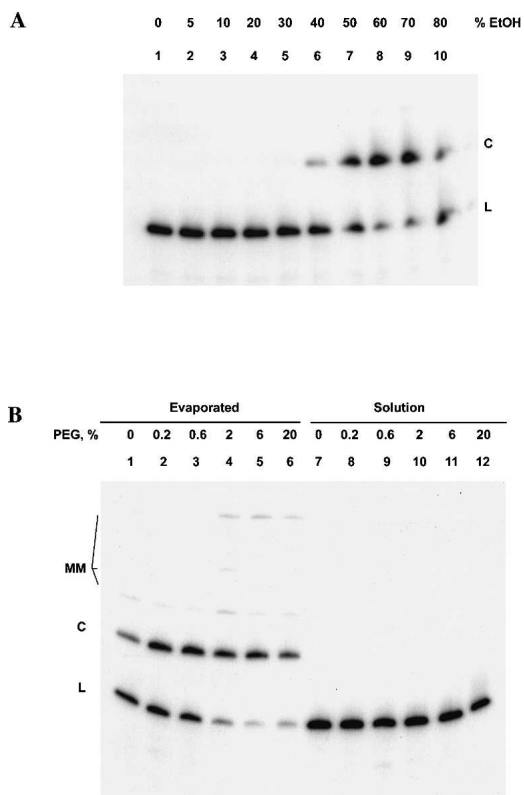 A
0 5 10 20 30 40 50 60 70 80 % EtOH
1 2 3 4 5 6 7 8 9 10
C
L
B
Evaporated Solution
PEG, % 0 0.2 0.6 2 6 20 0 0.2 0.6 2 6 20
1 2 3 4 5 6 7 8 9 10 11 12
MM
C
L